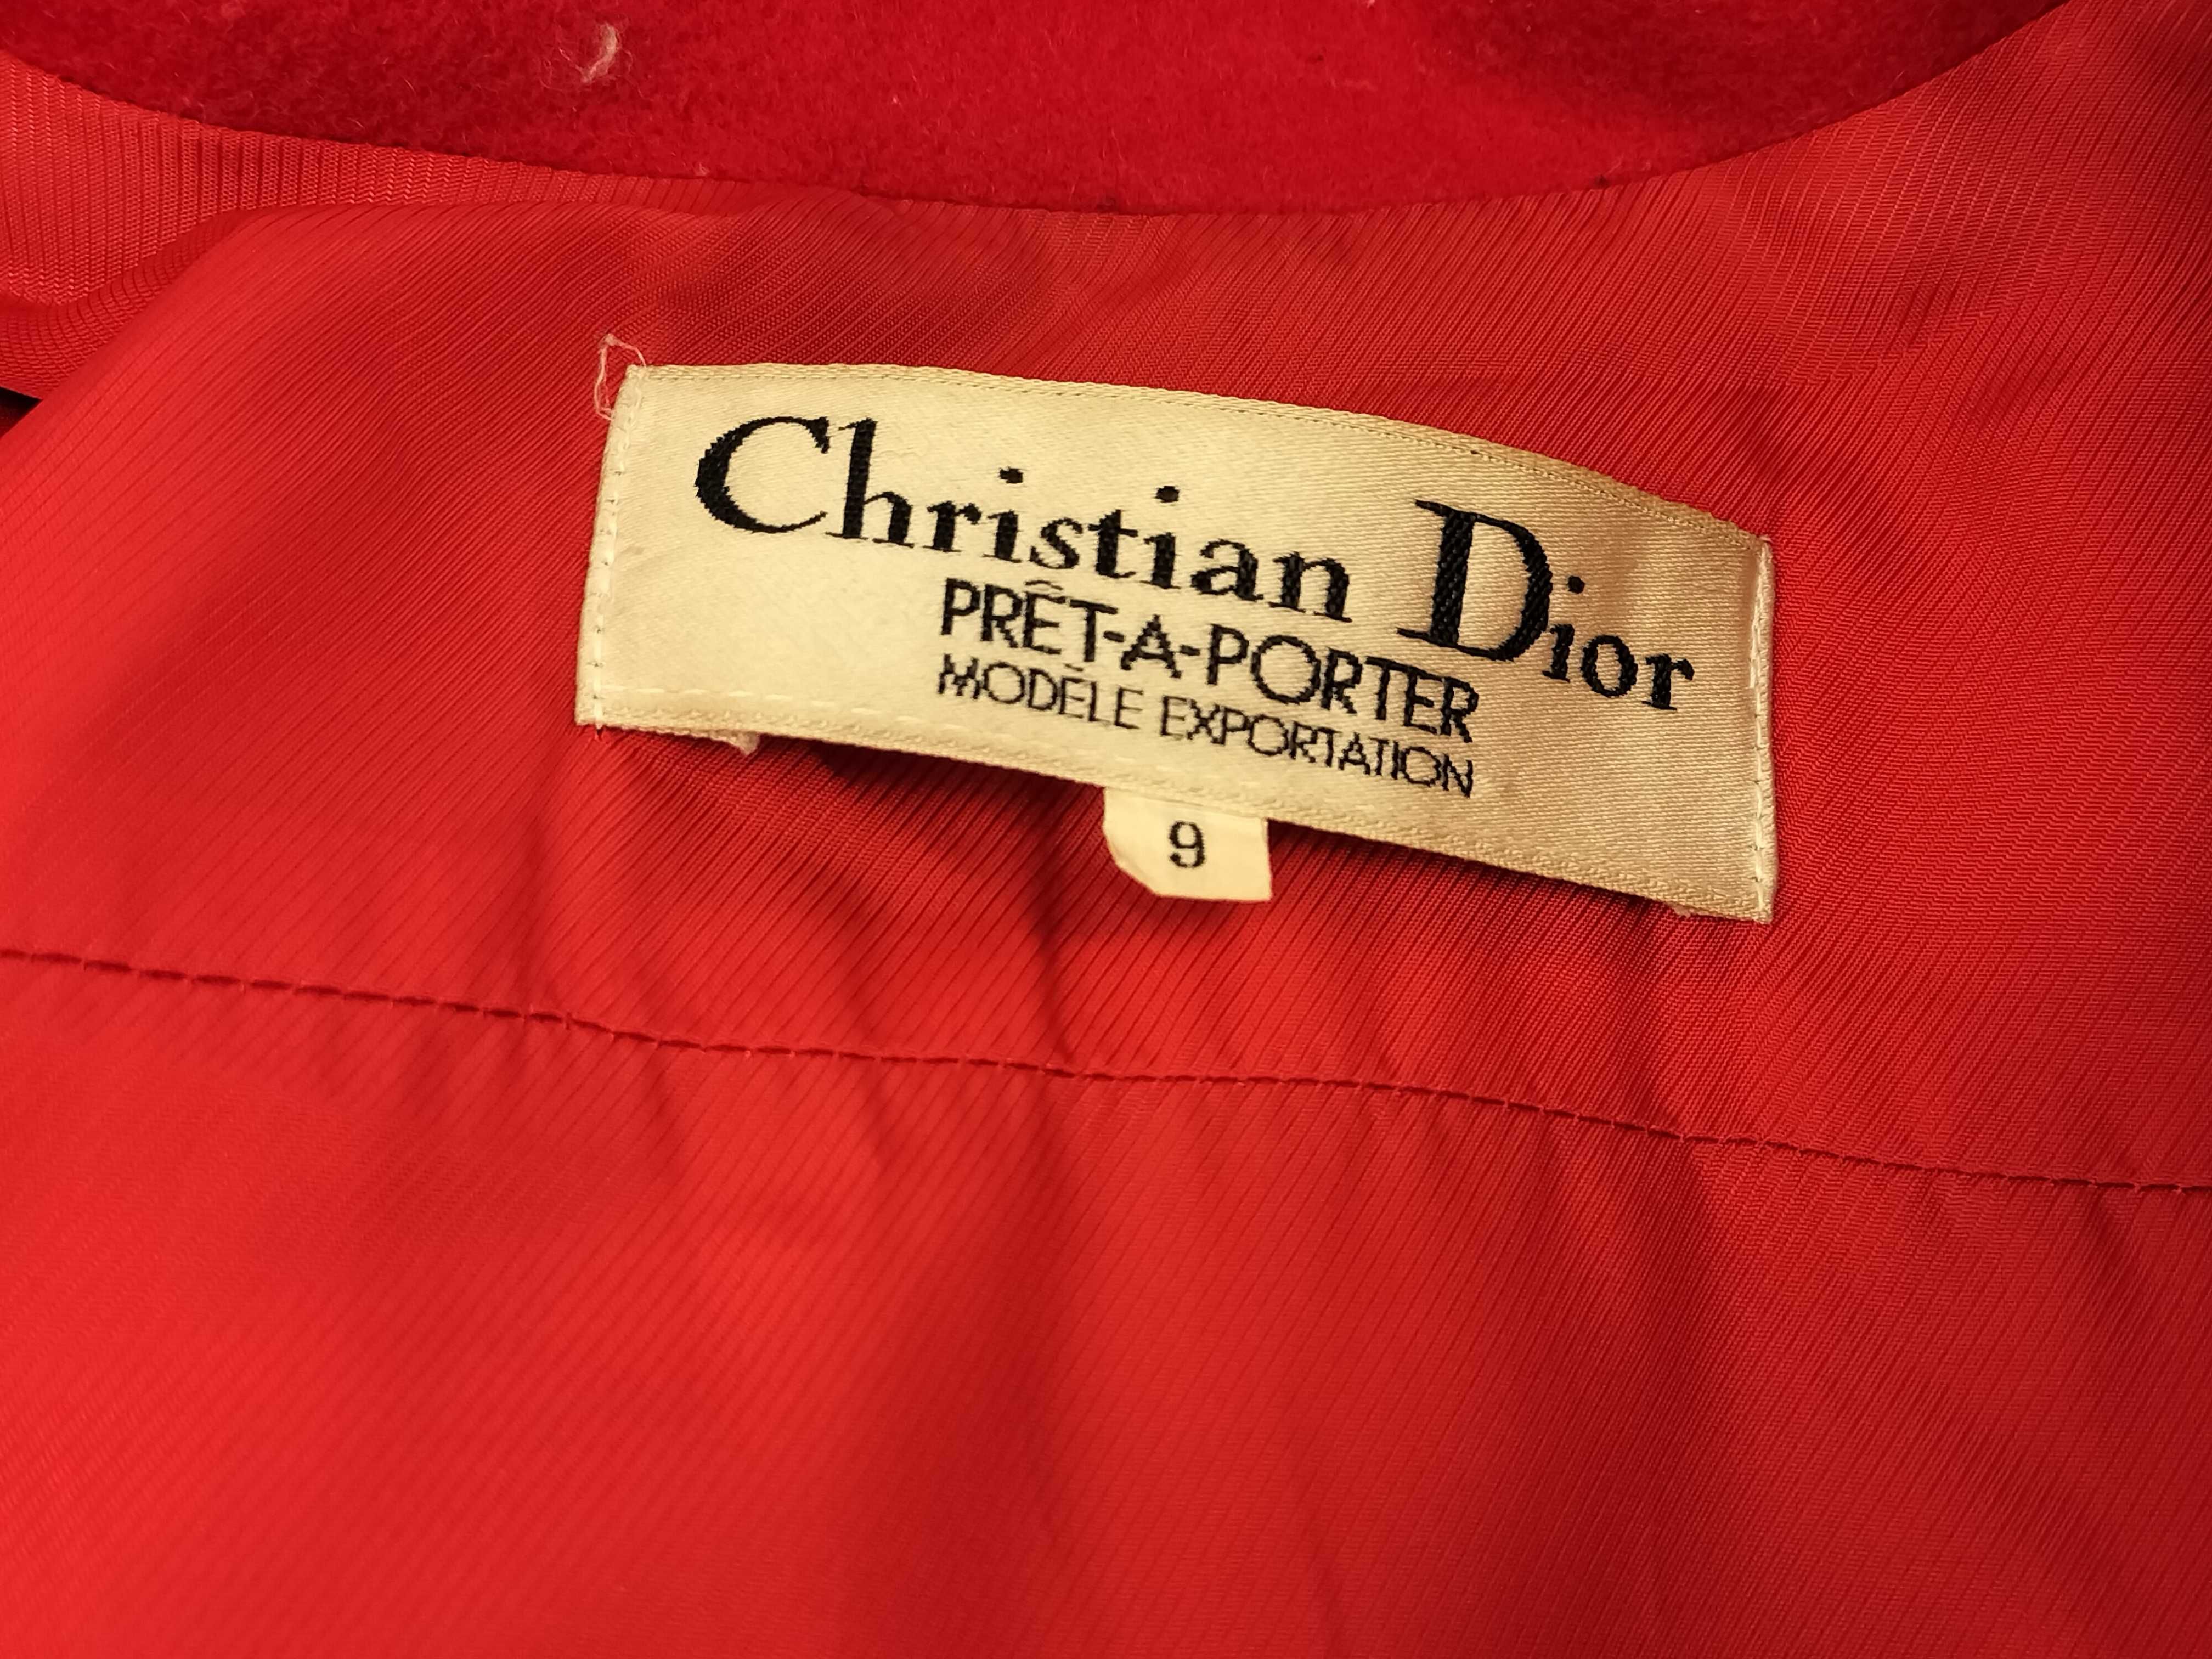 Christian Dior
PRÊT-A-PORTER
MODÈLE EXPORTATION
9